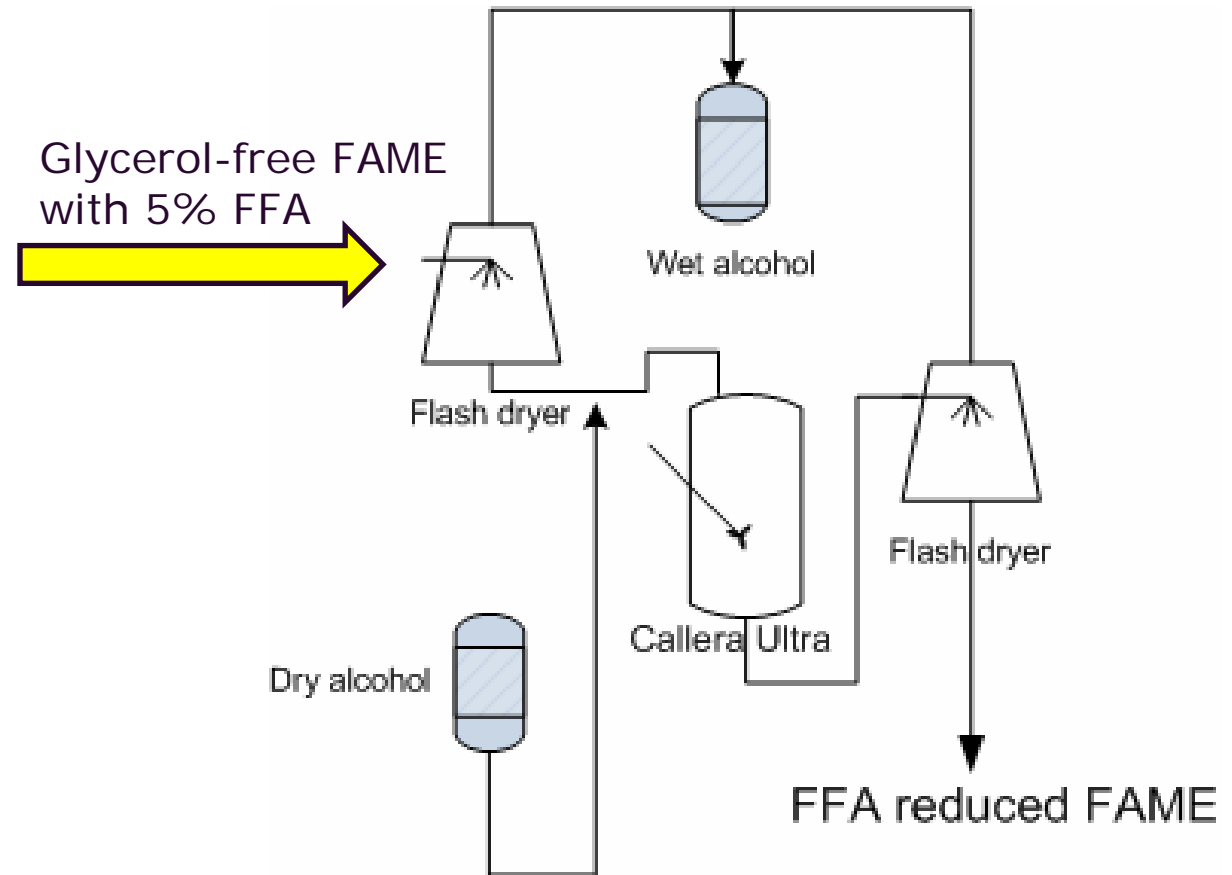 Glycerol-free FAME
with 5% FFA
Wet alcohol
Flash dryer
Flash dryer
Callera Ultra
Dry alcohol
FFA reduced FAME